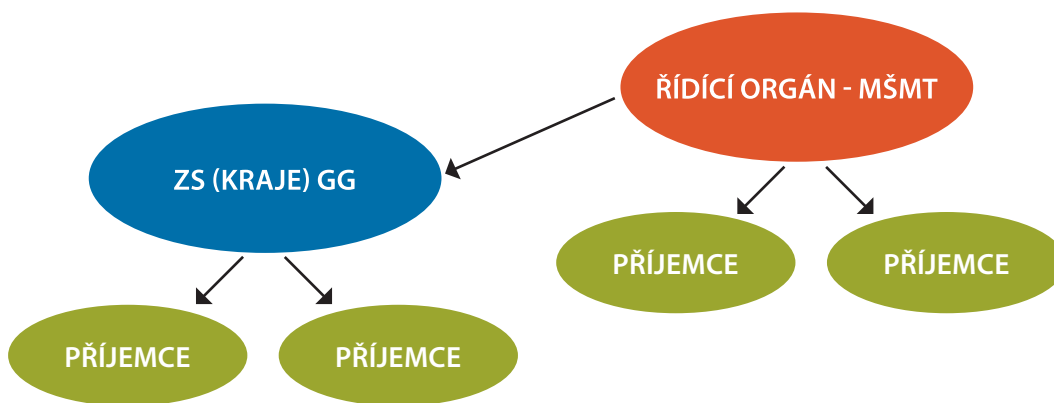 ŘÍDÍCÍ ORGÁN - MŠMT
ZS (KRAJE) GG
PŘÍJEMCE
PŘÍJEMCE
PŘÍJEMCE
PŘÍJEMCE